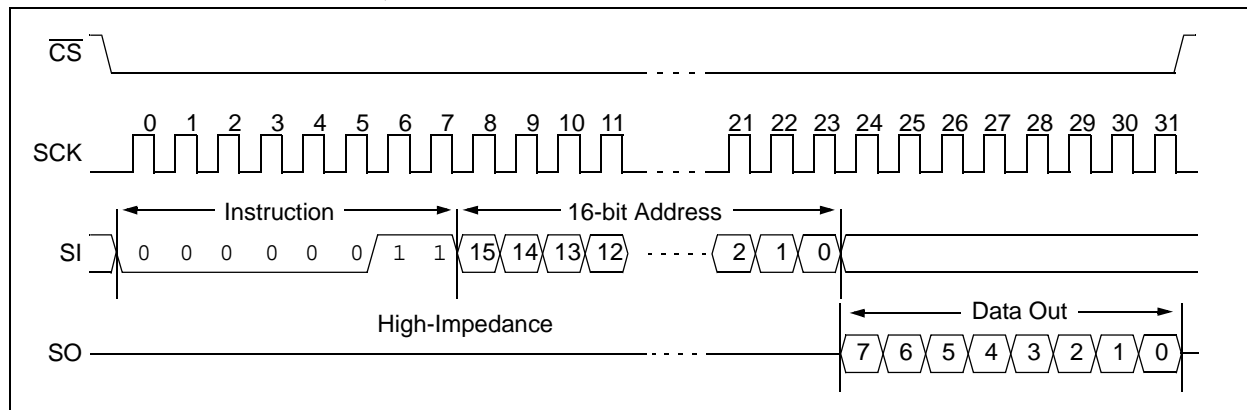 CS
0 1 2 3 4 5 6 7 8 9 10 11 21 22 23 24 25 26 27 28 29 30 31
SCK
Instruction 16-bit Address
SI 0 0 0 0 0 0 1 1 15 14 13 12 2 1 0
High-Impedance Data Out
SO 7 6 5 4 3 2 1 0